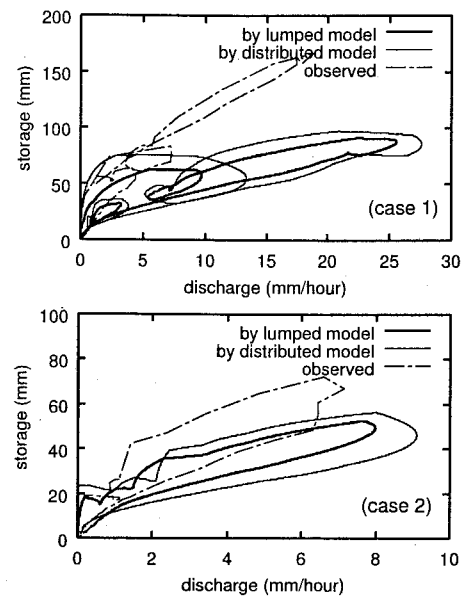 200
150
100
50
0
storage (mm)
by lumped model
by distributed model
observed
(case 1)
0 5 10 15 20 25 30
discharge (mm/hour)
100
80
60
40
20
0
storage (mm)
by lumped model
by distributed model
observed
(case 2)
0 2 4 6 8 10
discharge (mm/hour)